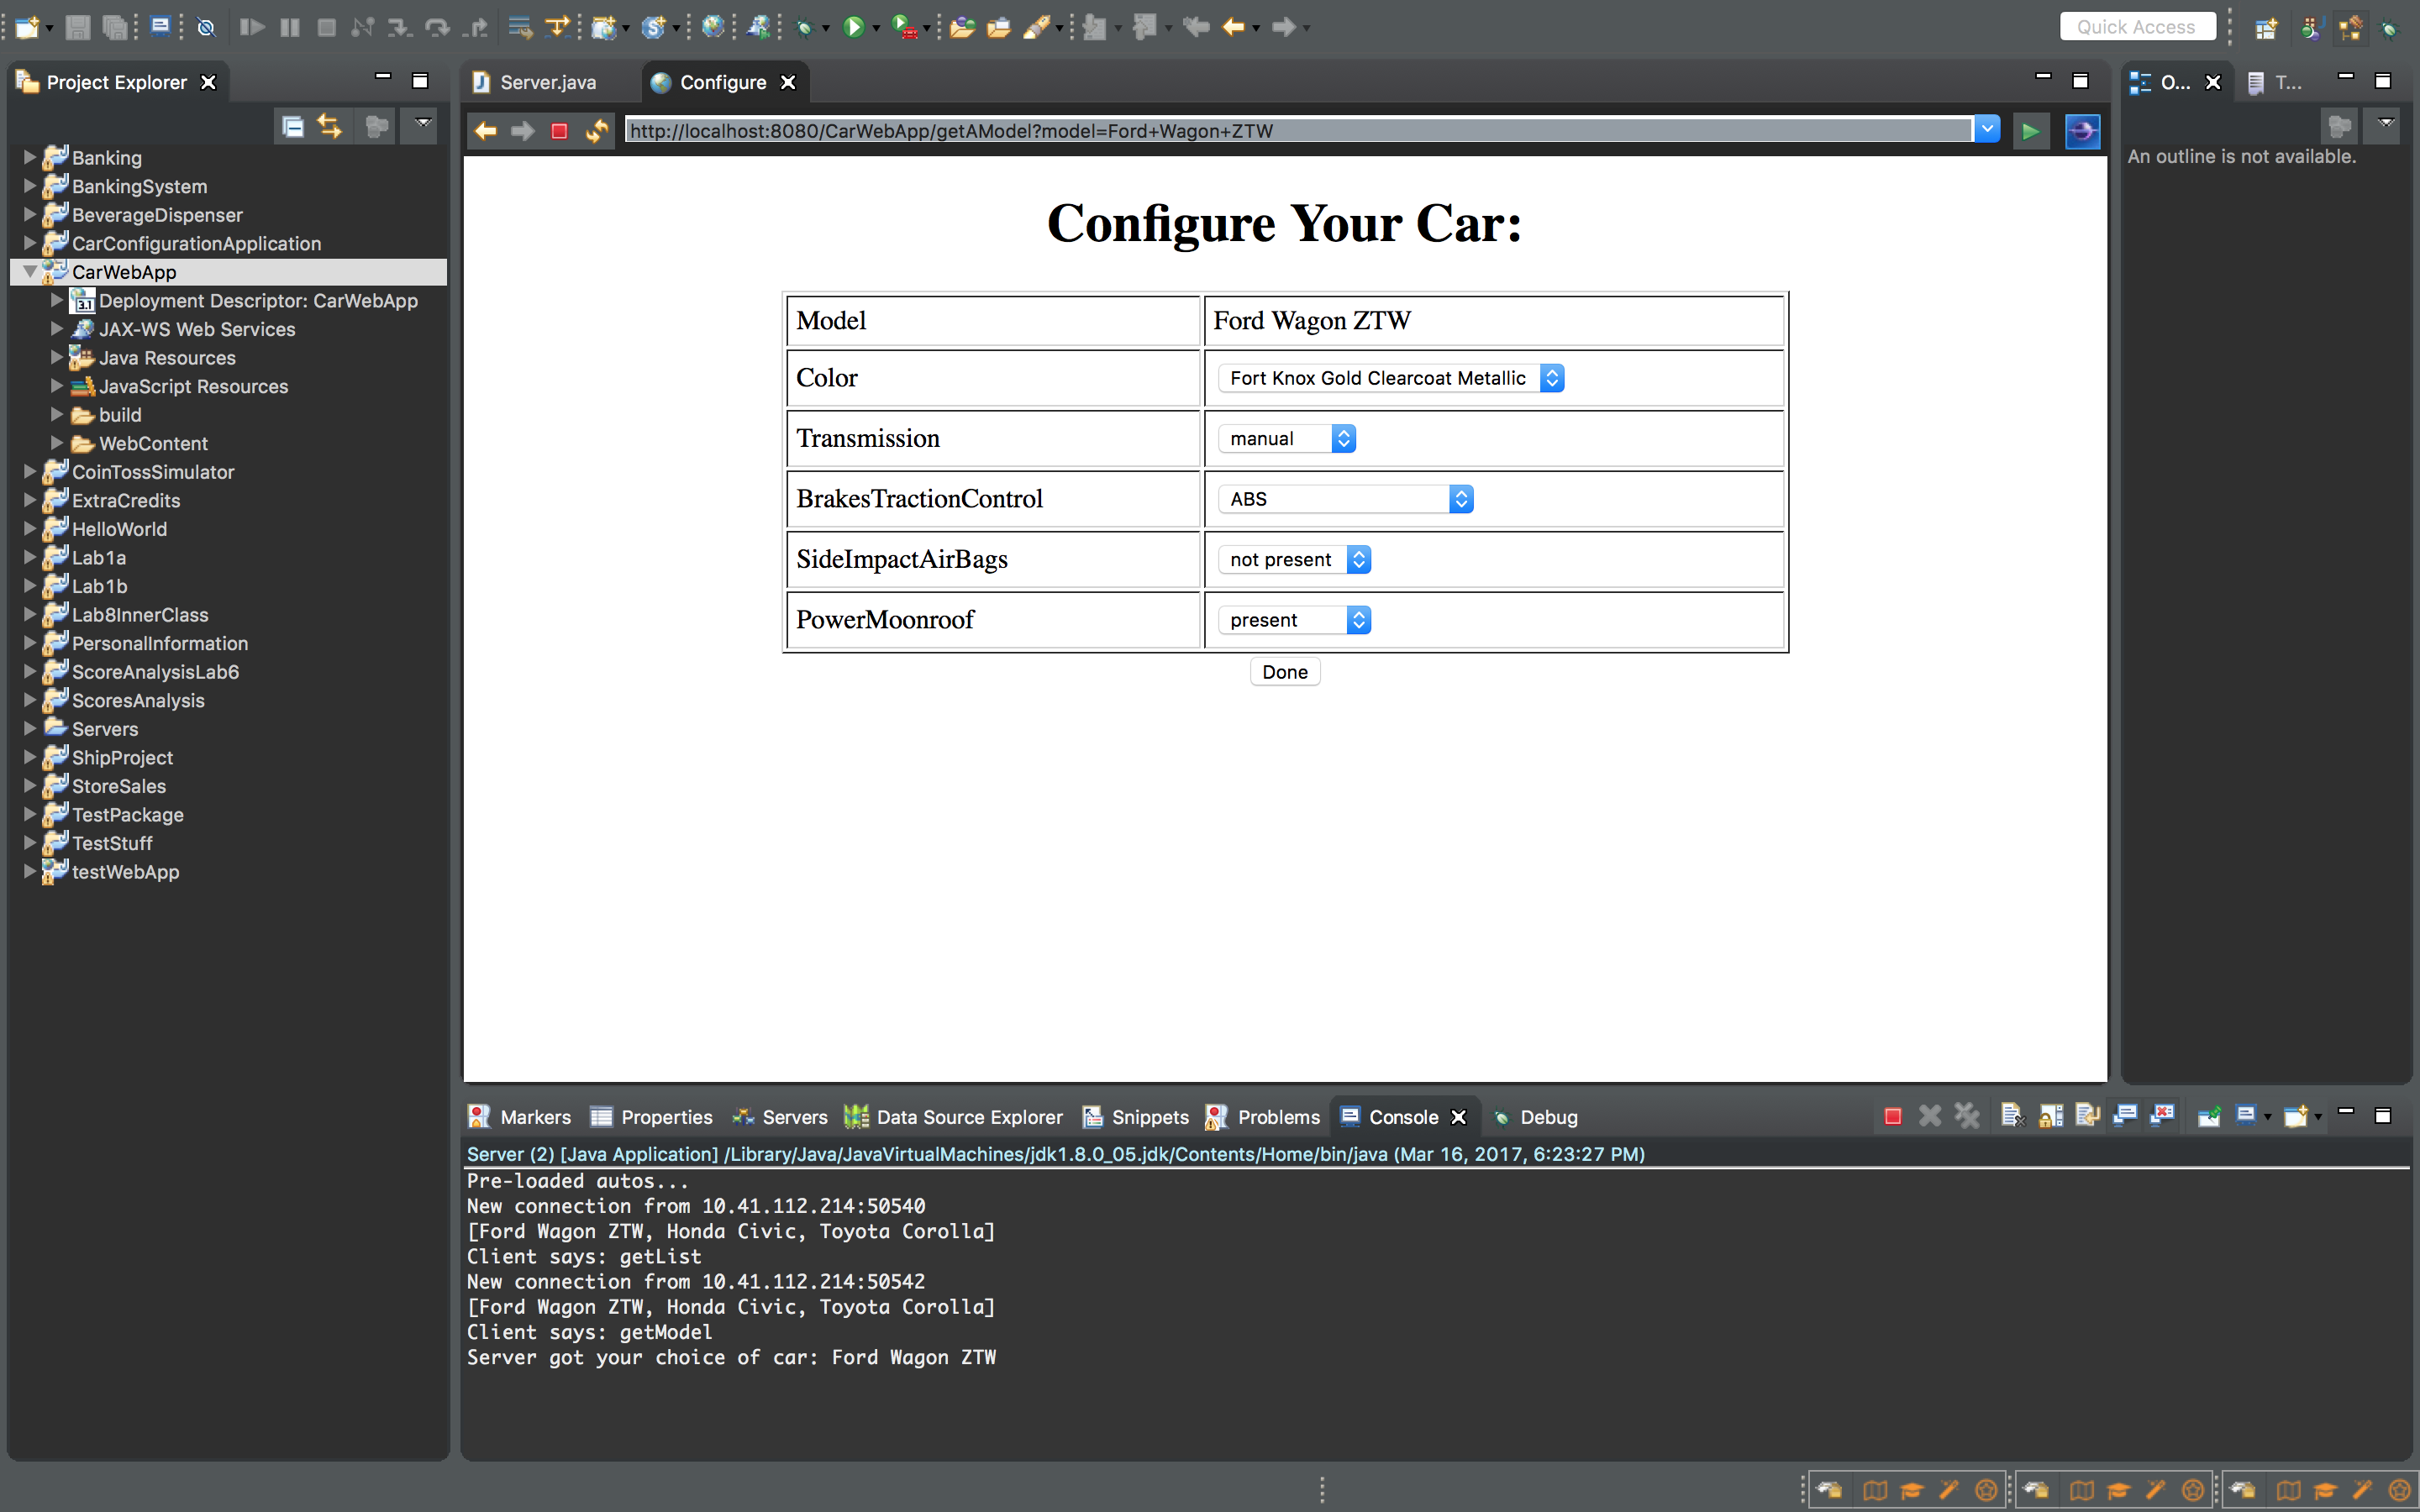 Quick Access
Project Explorer
Banking
BankingSystem
BeverageDispenser
CarConfigurationApplication
CarWebApp
3.1 Deployment Descriptor: CarWebApp
JAX-WS Web Services
Java Resources
JavaScript Resources
build
WebContent
CoinTossSimulator
ExtraCredits
HelloWorld
Lab1a
Lab1b
Lab8InnerClass
PersonalInformation
ScoreAnalysisLab6
ScoresAnalysis
Servers
ShipProject
StoreSales
TestPackage
TestStuff
testWebApp
Server.java Configure
http://localhost:8080/CarWebApp/getAModel?model=Ford+Wagon+ZTW
Configure Your Car:
Model Ford Wagon ZTW
Color Fort Knox Gold Clearcoat Metallic
Transmission manual
BrakesTractionControl ABS
SideImpactAirBags not present
PowerMoonroof present
Done
O... T...
An outline is not available.
Markers Properties Servers Data Source Explorer Snippets Problems Console Debug
Server (2) [Java Application] /Library/Java/JavaVirtualMachines/jdk1.8.0_05.jdk/Contents/Home/bin/java (Mar 16, 2017, 6:23:27 PM)
Pre-loaded autos...
New connection from 10.41.112.214:50540
[Ford Wagon ZTW, Honda Civic, Toyota Corolla]
Client says: getList
New connection from 10.41.112.214:50542
[Ford Wagon ZTW, Honda Civic, Toyota Corolla]
Client says: getModel
Server got your choice of car: Ford Wagon ZTW